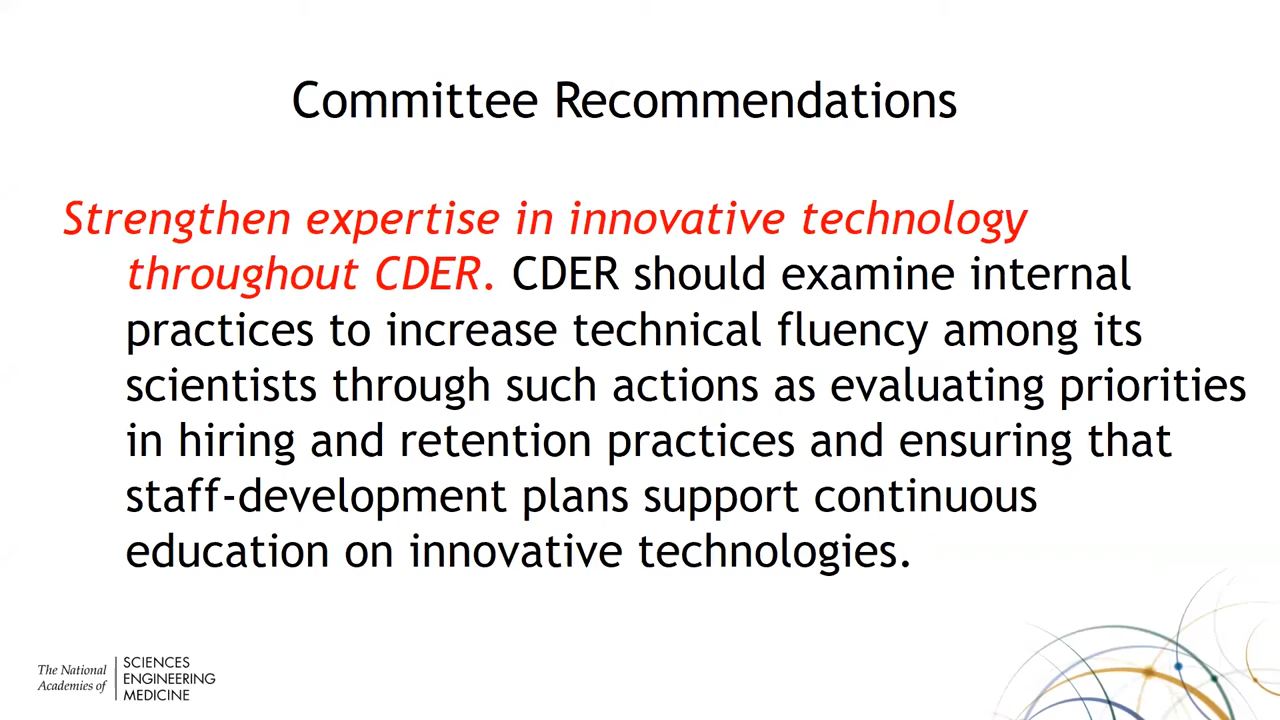 Committee Recommendations
Strengthen expertise in innovative technology
throughout CDER. CDER should examine internal
practices to increase technical fluency among its
scientists through such actions as evaluating priorities
in hiring and retention practices and ensuring that
staff-development plans support continuous
education on innovative technologies.
The National
Academies of
SCIENCES
ENGINEERING
MEDICINE